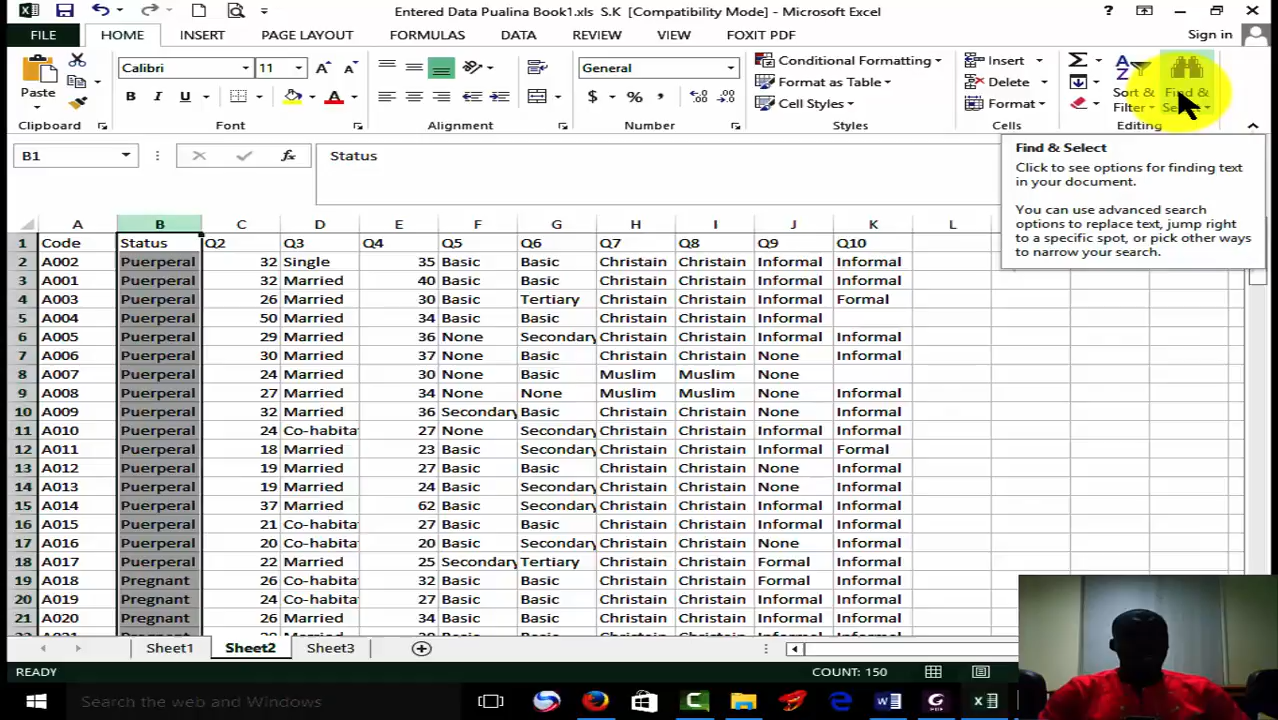 Entered Data Pualina Book1.xls S.K [Compatibility Mode] - Microsoft Excel
FILE HOME INSERT PAGE LAYOUT FORMULAS DATA REVIEW VIEW FOXIT PDF Sign in
Calibri 11 General Conditional Formatting Insert
Paste B I U A $ % Format as Table Delete Sort & Filter Find &
Cell Styles Format
Clipboard Font Alignment Number Styles Cells Editing
B1 fx Status
Find & Select
Click to see options for finding text
in your document.
You can use advanced search
options to replace text, jump right
to a specific spot, or pick other ways
to narrow your search.
A B C D E F G H I J K L
1 Code Status Q2 Q3 Q4 Q5 Q6 Q7 Q8 Q9 Q10
2 A002 Puerperal 32 Single 35 Basic Basic Christain Christain Informal Informal
3 A001 Puerperal 32 Married 40 Basic Basic Christain Christain Informal Informal
4 A003 Puerperal 26 Married 30 Basic Tertiary Christain Christain Informal Formal
5 A004 Puerperal 50 Married 34 Basic Basic Christain Christain Informal
6 A005 Puerperal 29 Married 36 None Secondary Christain Christain Informal Informal
7 A006 Puerperal 30 Married 37 None Basic Christain Christain None Informal
8 A007 Puerperal 24 Married 30 None Basic Muslim Muslim None
9 A008 Puerperal 27 Married 34 None None Muslim Muslim None Informal
10 A009 Puerperal 32 Married 36 Secondary Basic Christain Christain Informal Informal
11 A010 Puerperal 24 Co-habita 27 None Secondary Christain Christain Informal Informal
12 A011 Puerperal 18 Married 23 Basic Secondary Christain Christain Informal Formal
13 A012 Puerperal 19 Married 27 Basic Basic Christain Christain None Informal
14 A013 Puerperal 19 Married 24 Basic Secondary Christain Christain None Informal
15 A014 Puerperal 37 Married 62 Basic Secondary Christain Christain Informal Informal
16 A015 Puerperal 21 Co-habita 27 Basic Basic Christain Christain Informal Informal
17 A016 Puerperal 20 Co-habita 20 Basic Secondary Christain Christain None Informal
18 A017 Puerperal 22 Married 25 Secondary Tertiary Christain Christain Formal Informal
19 A018 Pregnant 26 Co-habita 32 Basic Basic Christain Christain Formal Informal
20 A019 Pregnant 24 Co-habita 27 Basic Basic Christain Christain Informal Informal
21 A020 Pregnant 26 Married 34 Basic Basic Christain Christain Informal Informal
Sheet1 Sheet2 Sheet3
READY COUNT: 150
Search the web and Windows